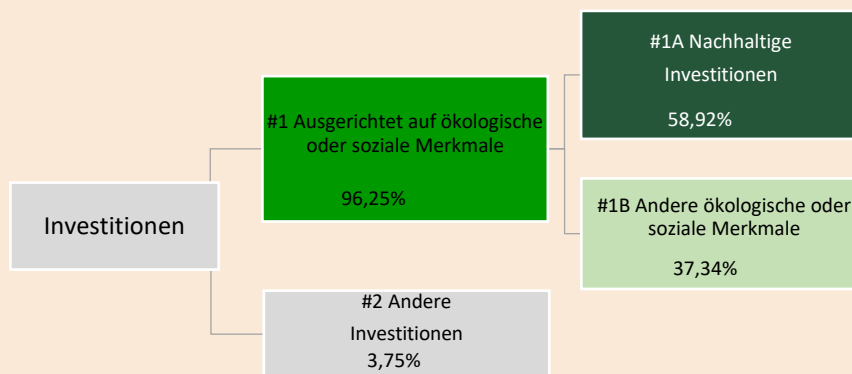 Investitionen
#1 Ausgerichtet auf ökologische
oder soziale Merkmale
96,25%
#2 Andere
Investitionen
3,75%
#1A Nachhaltige
Investitionen
58,92%
#1B Andere ökologische oder
soziale Merkmale
37,34%